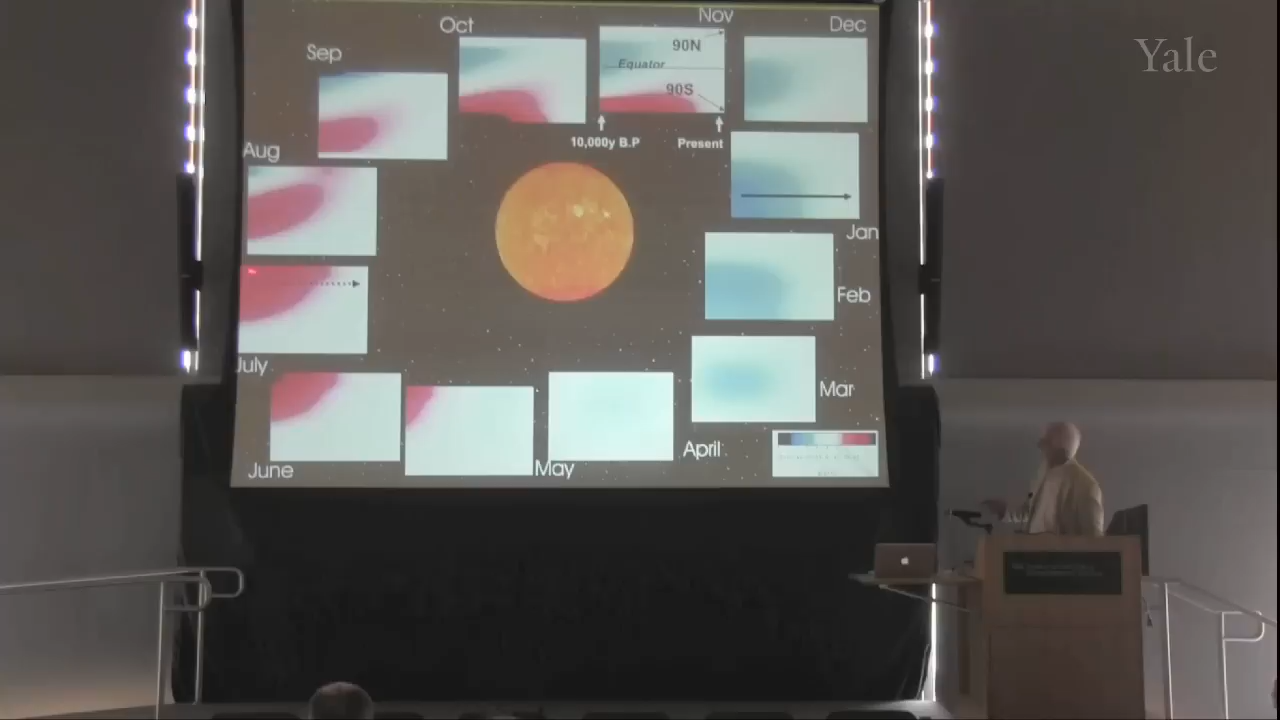 Yale
Oct
Nov
Dec
Sep
90N
Equator
90S
10,000y B.P
Present
Aug
Jan
Feb
July
Mar
April
June
May